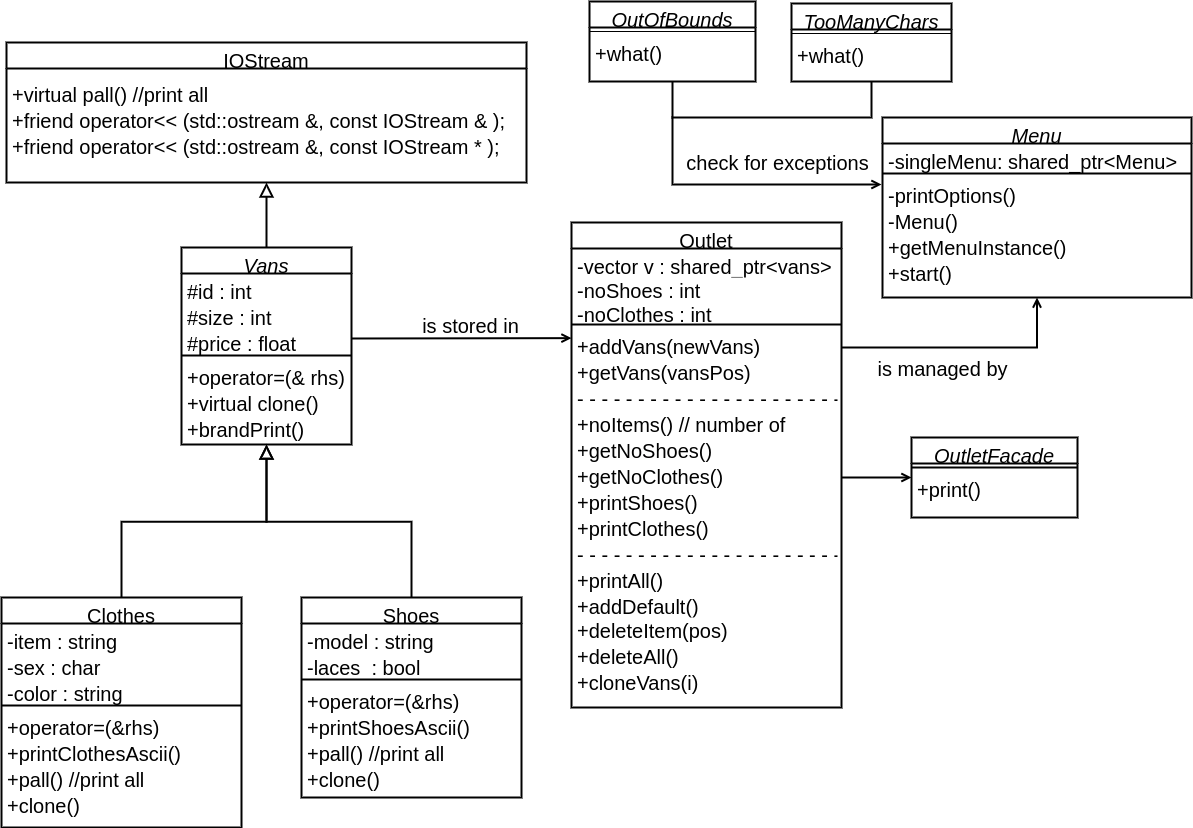 OutOfBounds
+what()
TooManyChars
+what()
IOStream
+virtual pall() //print all
+friend operator<< (std::ostream &, const IOStream & );
+friend operator<< (std::ostream &, const IOStream * );
Menu
-singleMenu: shared_ptr<Menu>
-printOptions()
-Menu()
+getMenuInstance()
+start()
check for exceptions
Vans
#id : int
#size : int
#price : float
+operator=(& rhs)
+virtual clone()
+brandPrint()
is stored in
Outlet
-vector v : shared_ptr<vans>
-noShoes : int
-noClothes : int
+addVans(newVans)
+getVans(vansPos)
- - - - - - - - - - - - - - - - - - - - - -
+noItems() // number of
+getNoShoes()
+getNoClothes()
+printShoes()
+printClothes()
- - - - - - - - - - - - - - - - - - - - - -
+printAll()
+addDefault()
+deleteItem(pos)
+deleteAll()
+cloneVans(i)
is managed by
OutletFacade
+print()
Clothes
-item : string
-sex : char
-color : string
+operator=(&rhs)
+printClothesAscii()
+pall() //print all
+clone()
Shoes
-model : string
-laces  : bool
+operator=(&rhs)
+printShoesAscii()
+pall() //print all
+clone()